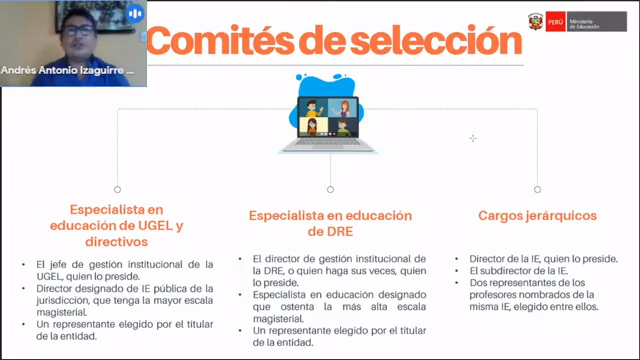 Comités de selección
PERÚ
Ministerio
de Educación
Andrés Antonio Izaguirre ...
Especialista en
educación de UGEL y
directivos
• El jefe de gestión institucional de la
UGEL, quien lo preside.
• Director designado de IE pública de la
jurisdicción, que tenga la mayor escala
magisterial.
• Un representante elegido por el titular
de la entidad.
Especialista en educación
de DRE
• El director de gestión institucional de
la DRE, o quien haga sus veces, quien
lo preside.
• Especialista en educación designado
que ostenta la más alta escala
magisterial.
• Un representante elegido por el titular
de la entidad.
Cargos jerárquicos
• Director de la IE, quien lo preside.
• El subdirector de la IE.
• Dos representantes de los
profesores nombrados de la
misma IE, elegido entre ellos.